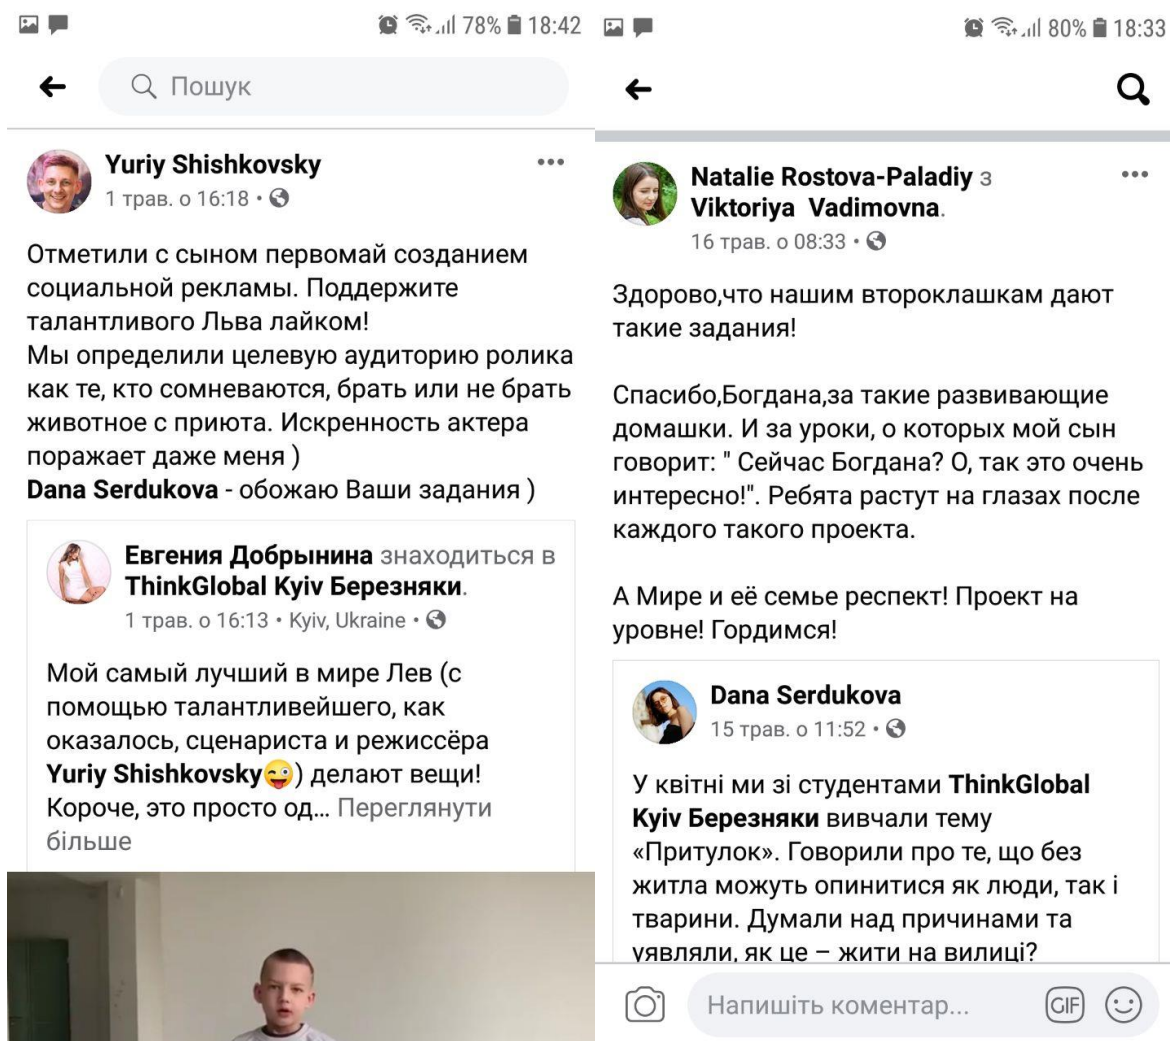 78% 18:42
Пошук
Yuriy Shishkovsky
1 трав. о 16:18 •
Отметили с сыном первомай созданием
социальной рекламы. Поддержите
талантливого Льва лайком!
Мы определили целевую аудиторию ролика
как те, кто сомневаются, брать или не брать
животное с приюта. Искренность актера
поражает даже меня )
Dana Serdukova - обожаю Ваши задания )
Евгения Добрынина знаходиться в
ThinkGlobal Kyiv Березняки.
1 трав. о 16:13 • Kyiv, Ukraine •
Мой самый лучший в мире Лев (с
помощью талантливейшего, как
оказалось, сценариста и режиссёра
Yuriy Shishkovsky😜) делают вещи!
Короче, это просто од... Переглянути
більше
80% 18:33
Natalie Rostova-Paladiy з
Viktoriya Vadimovna.
16 трав. о 08:33 •
Здорово,что нашим второклашкам дают
такие задания!
Спасибо,Богдана,за такие развивающие
домашки. И за уроки, о которых мой сын
говорит: " Сейчас Богдана? О, так это очень
интересно!". Ребята растут на глазах после
каждого такого проекта.
А Мире и её семье респект! Проект на
уровне! Гордимся!
Dana Serdukova
15 трав. о 11:52 •
У квітні ми зі студентами ThinkGlobal
Kyiv Березняки вивчали тему
«Притулок». Говорили про те, що без
житла можуть опинитися як люди, так і
тварини. Думали над причинами та
уявляли, як це – жити на вилиці?
Напишіть коментар...
GIF